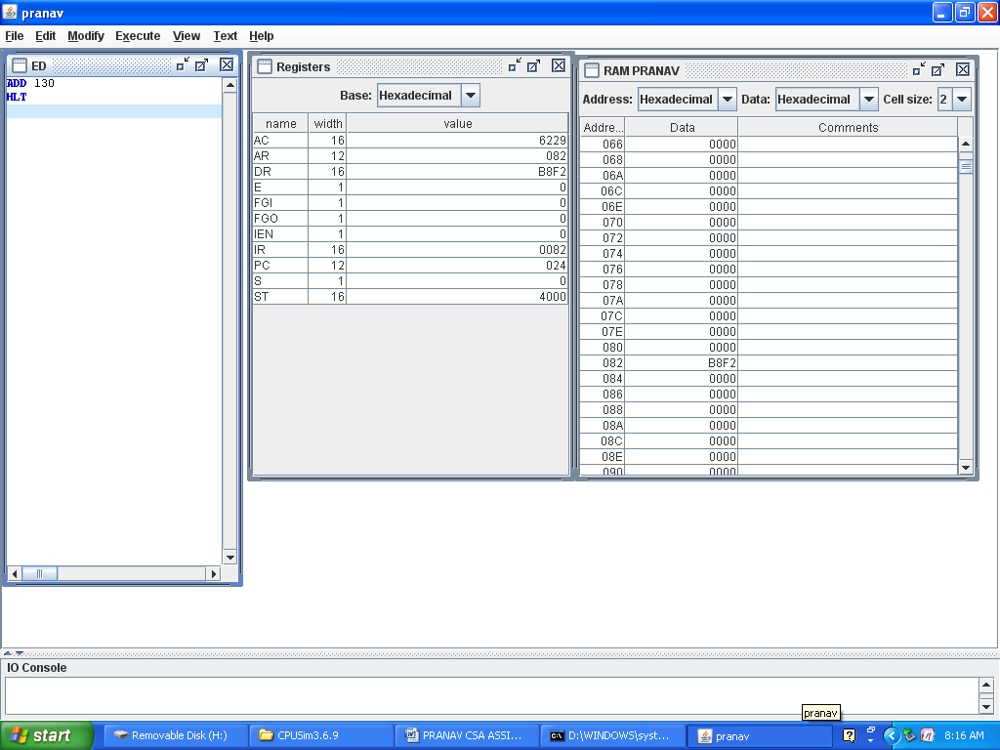 pranav
File Edit Modify Execute View Text Help
ED
ADD 130
HLT
Registers
Base: Hexadecimal
name width value
AC 16 6229
AR 12 082
DR 16 B8F2
E 1 0
FGI 1 0
FGO 1 0
IEN 1 0
IR 16 0082
PC 12 024
S 1 0
ST 16 4000
RAM PRANAV
Address: Hexadecimal Data: Hexadecimal Cell size: 2
Addre... Data Comments
066 0000
068 0000
06A 0000
06C 0000
06E 0000
070 0000
072 0000
074 0000
076 0000
078 0000
07A 0000
07C 0000
07E 0000
080 0000
082 B8F2
084 0000
086 0000
088 0000
08A 0000
08C 0000
08E 0000
090 0000
IO Console
pranav
start Removable Disk (H:) CPUSim3.6.9 PRANAV CSA ASSI... D:\WINDOWS\syst... pranav 8:16 AM